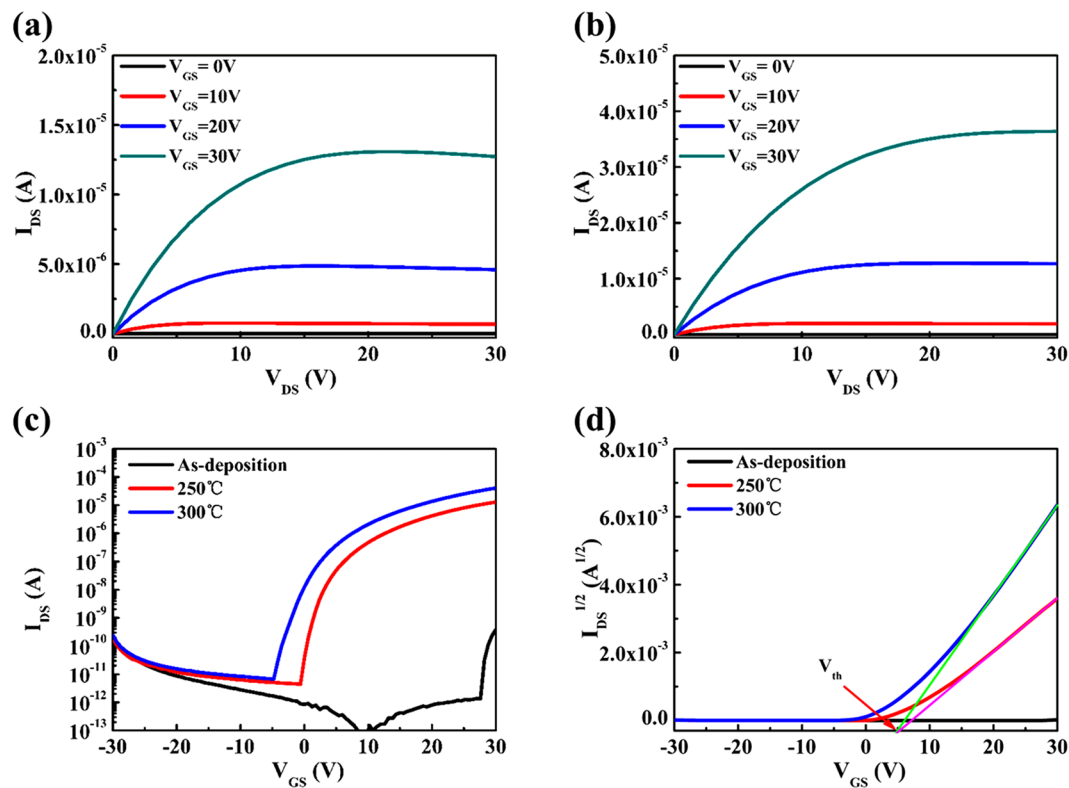 (a)
2.0x10⁻⁵
1.5x10⁻⁵
1.0x10⁻⁵
5.0x10⁻⁶
0.0
I_DS (A)
V_GS= 0V
V_GS=10V
V_GS=20V
V_GS=30V
0 10 20 30
V_DS (V)
(b)
5.0x10⁻⁵
4.0x10⁻⁵
3.0x10⁻⁵
2.0x10⁻⁵
1.0x10⁻⁵
0.0
I_DS (A)
V_GS= 0V
V_GS=10V
V_GS=20V
V_GS=30V
0 10 20 30
V_DS (V)
(c)
10⁻³
10⁻⁴
10⁻⁵
10⁻⁶
10⁻⁷
10⁻⁸
10⁻⁹
10⁻¹⁰
10⁻¹¹
10⁻¹²
10⁻¹³
I_DS (A)
As-deposition
250℃
300℃
-30 -20 -10 0 10 20 30
V_GS (V)
(d)
8.0x10⁻³
6.0x10⁻³
4.0x10⁻³
2.0x10⁻³
0.0
I_DS^1/2 (A^1/2)
As-deposition
250℃
300℃
V_th
-30 -20 -10 0 10 20 30
V_GS (V)